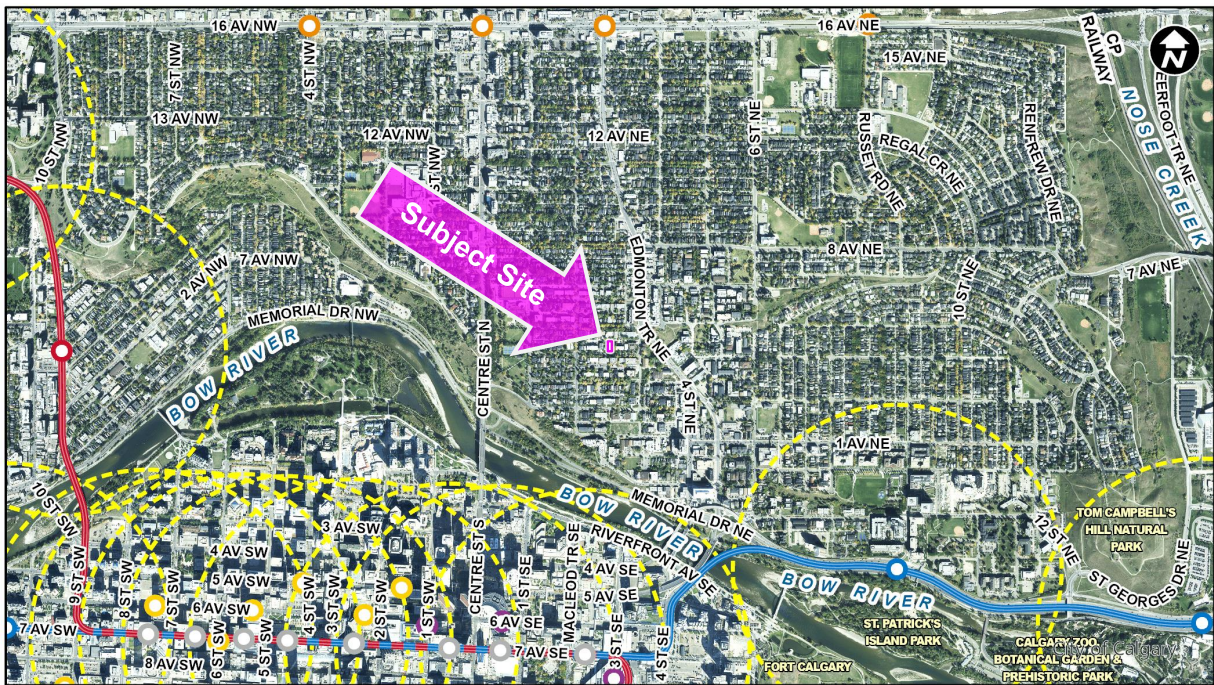 16 AV NW
16 AV NE
CP
RAILWAY
N
EERFOOT TR NE
15 AV NE
4 ST NW
7 ST NW
13 AV NW
12 AV NW
12 AV NE
6 ST NE
RUSSET RD NE
REGAL CR NE
RENFREW DR NE
NOSE CREEK
10 ST NW
ST NW
Subject Site
EDMONTON TR NE
8 AV NE
7 AV NE
7 AV NW
2 AV NW
10 ST NE
MEMORIAL DR NW
BOW RIVER
CENTRE ST N
4 ST NE
1 AV NE
10 ST SW
9 ST SW
3 AV SW
4 AV SW
5 AV SW
6 AV SW
7 AV SW
8 AV SW
8 ST SW
7 ST SW
6 ST SW
5 ST SW
4 ST SW
3 ST SW
2 ST SW
1 ST SW
CENTRE ST S
1 ST SE
MACLEOD TR SE
BOW RIVER
MEMORIAL DR NE
RIVERFRONT AV SE
4 AV SE
5 AV SE
6 AV SE
7 AV SE
3 ST SE
4 ST SE
BOW RIVER
12 ST NE
TOM CAMPBELL'S
HILL NATURAL
PARK
ST GEORGES DR NE
ST. PATRICK'S
ISLAND PARK
FORT CALGARY
CALGARY ZOO,
BOTANICAL GARDEN &
PREHISTORIC PARK
City of Calgary